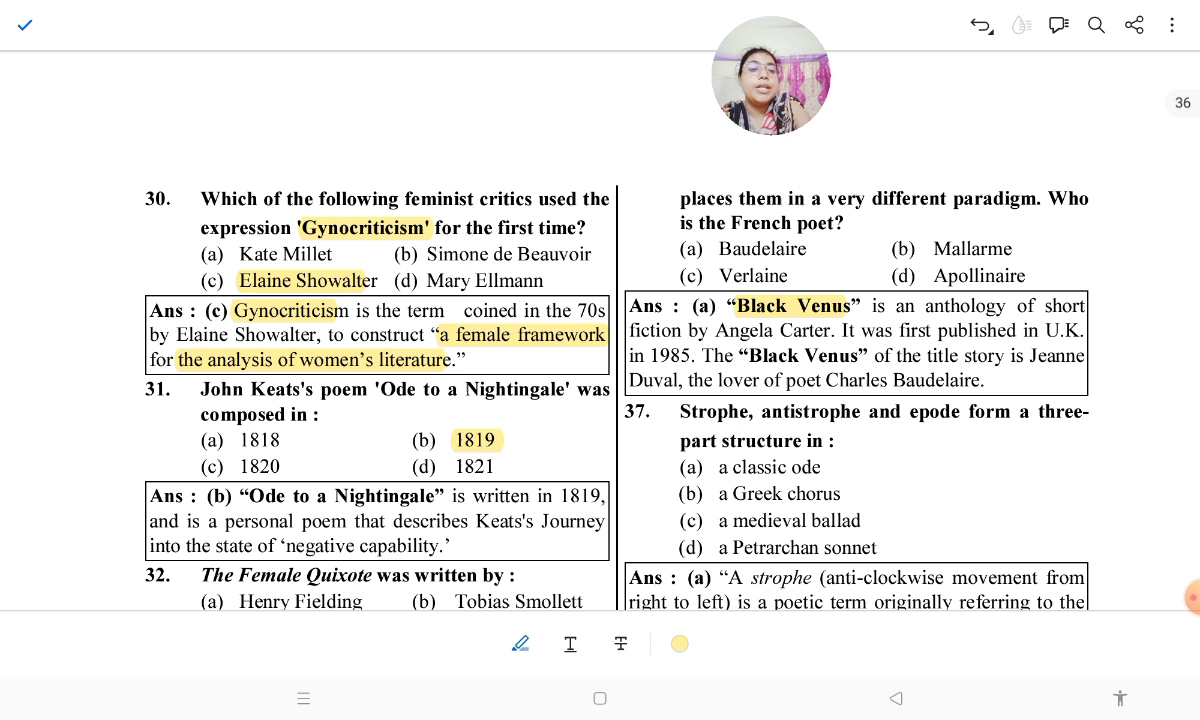 36
30. Which of the following feminist critics used the
expression 'Gynocriticism' for the first time?
(a) Kate Millet (b) Simone de Beauvoir
(c) Elaine Showalter (d) Mary Ellmann
Ans : (c) Gynocriticism is the term coined in the 70s
by Elaine Showalter, to construct “a female framework
for the analysis of women’s literature.”
31. John Keats's poem 'Ode to a Nightingale' was
composed in :
(a) 1818 (b) 1819
(c) 1820 (d) 1821
Ans : (b) “Ode to a Nightingale” is written in 1819,
and is a personal poem that describes Keats's Journey
into the state of ‘negative capability.’
32. The Female Quixote was written by :
(a) Henry Fielding (b) Tobias Smollett
places them in a very different paradigm. Who
is the French poet?
(a) Baudelaire (b) Mallarme
(c) Verlaine (d) Apollinaire
Ans : (a) “Black Venus” is an anthology of short
fiction by Angela Carter. It was first published in U.K.
in 1985. The “Black Venus” of the title story is Jeanne
Duval, the lover of poet Charles Baudelaire.
37. Strophe, antistrophe and epode form a three-
part structure in :
(a) a classic ode
(b) a Greek chorus
(c) a medieval ballad
(d) a Petrarchan sonnet
Ans : (a) “A strophe (anti-clockwise movement from
right to left) is a poetic term originally referring to the